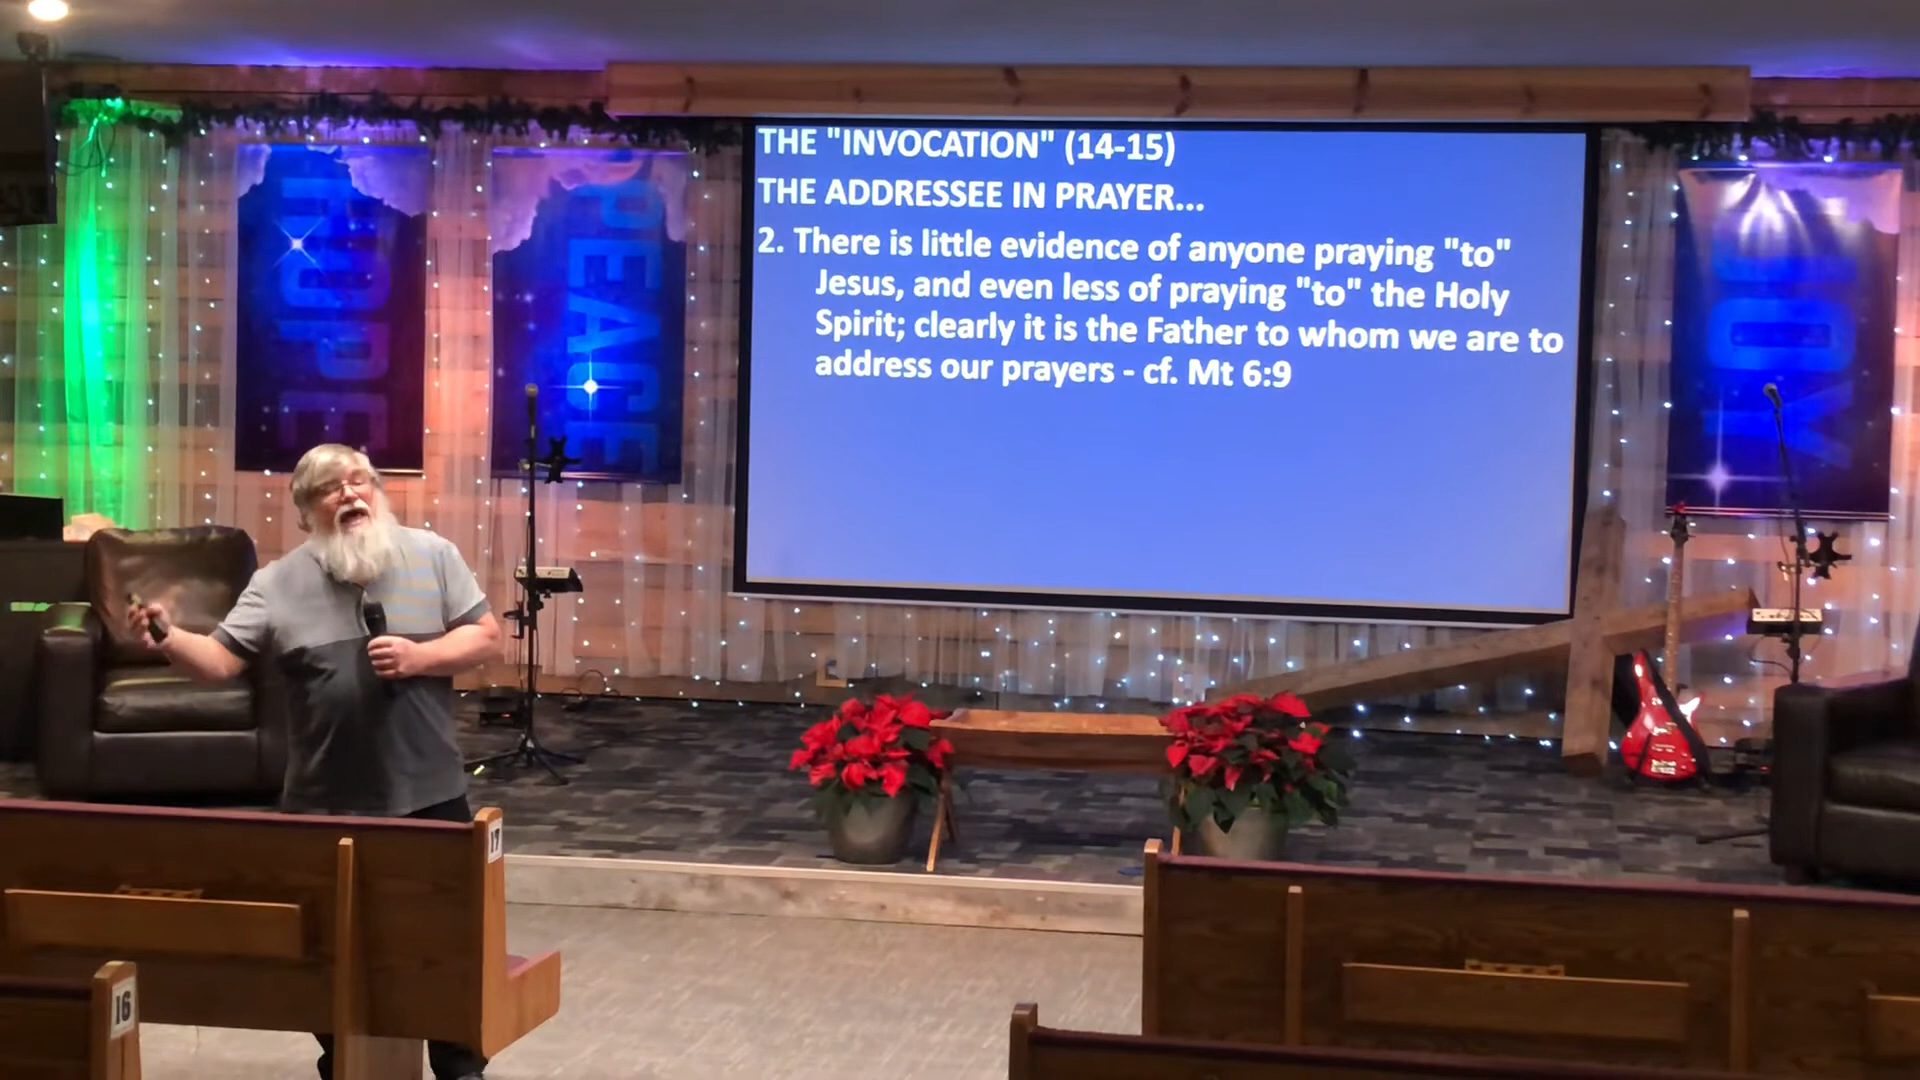 THE "INVOCATION" (14-15)
THE ADDRESSEE IN PRAYER...
2. There is little evidence of anyone praying "to"
Jesus, and even less of praying "to" the Holy
Spirit; clearly it is the Father to whom we are to
address our prayers - cf. Mt 6:9
HOPE
PEACE
JOY
17
16